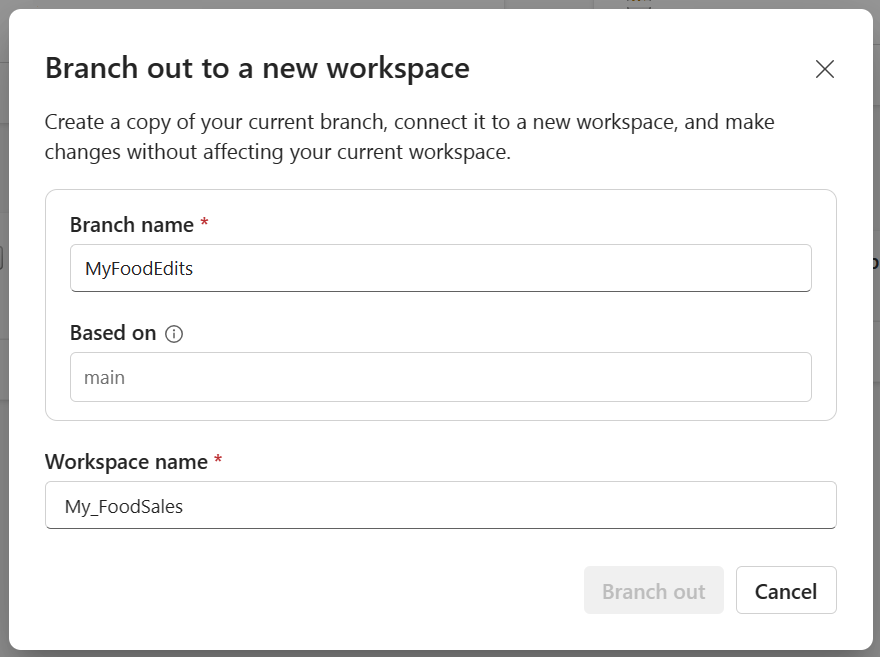 Branch out to a new workspace
Create a copy of your current branch, connect it to a new workspace, and make
changes without affecting your current workspace.
Branch name *
MyFoodEdits
Based on
main
Workspace name *
My_FoodSales
Branch out
Cancel